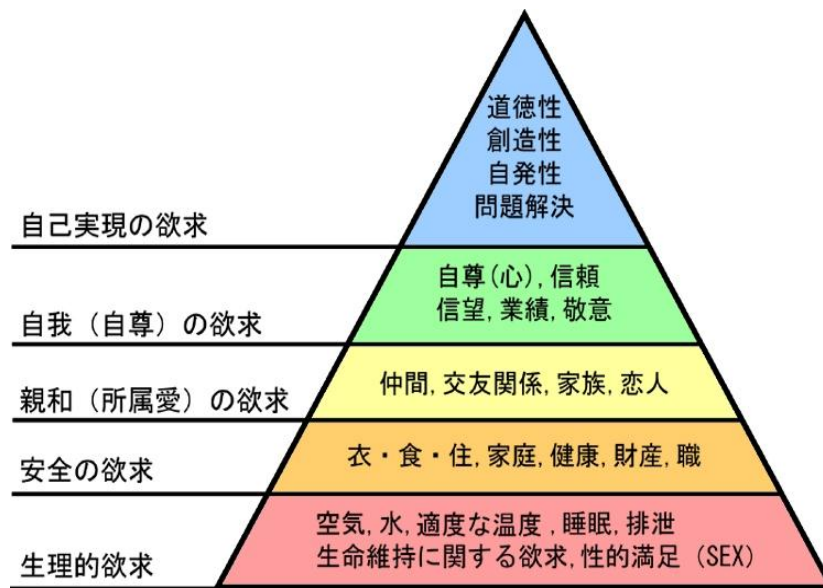 道徳性
創造性
自発性
問題解決
自己実現の欲求
自尊(心), 信頼
信望, 業績, 敬意
自我（自尊）の欲求
仲間, 交友関係, 家族, 恋人
親和（所属愛）の欲求
衣・食・住, 家庭, 健康, 財産, 職
安全の欲求
空気, 水, 適度な温度, 睡眠, 排泄
生命維持に関する欲求, 性的満足（SEX）
生理的欲求